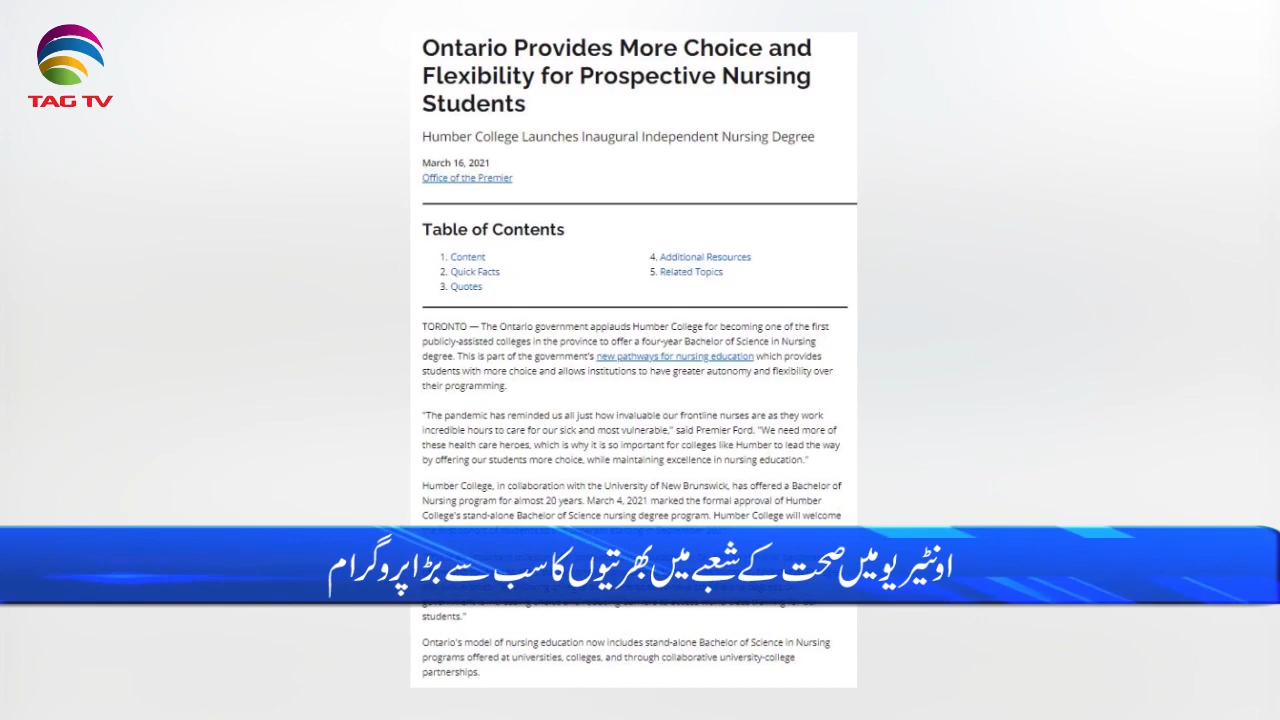 TAG TV
Ontario Provides More Choice and
Flexibility for Prospective Nursing
Students
Humber College Launches Inaugural Independent Nursing Degree
March 16, 2021
Office of the Premier
Table of Contents
1. Content
2. Quick Facts
3. Quotes
4. Additional Resources
5. Related Topics
TORONTO — The Ontario government applauds Humber College for becoming one of the first
publicly-assisted colleges in the province to offer a four-year Bachelor of Science in Nursing
degree. This is part of the government's new pathways for nursing education which provides
students with more choice and allows institutions to have greater autonomy and flexibility over
their programming.
"The pandemic has reminded us all just how invaluable our frontline nurses are as they work
incredible hours to care for our sick and most vulnerable," said Premier Ford. "We need more of
these health care heroes, which is why it is so important for colleges like Humber to lead the way
by offering our students more choice, while maintaining excellence in nursing education."
Humber College, in collaboration with the University of New Brunswick, has offered a Bachelor of
Nursing program for almost 20 years. March 4, 2021 marked the formal approval of Humber
College's stand-alone Bachelor of Science nursing degree program. Humber College will welcome
اونٹیریو میں صحت کے شعبے میں بھرتیوں کا سب سے بڑا پروگرام
students."
Ontario's model of nursing education now includes stand-alone Bachelor of Science in Nursing
programs offered at universities, colleges, and through collaborative university-college
partnerships.